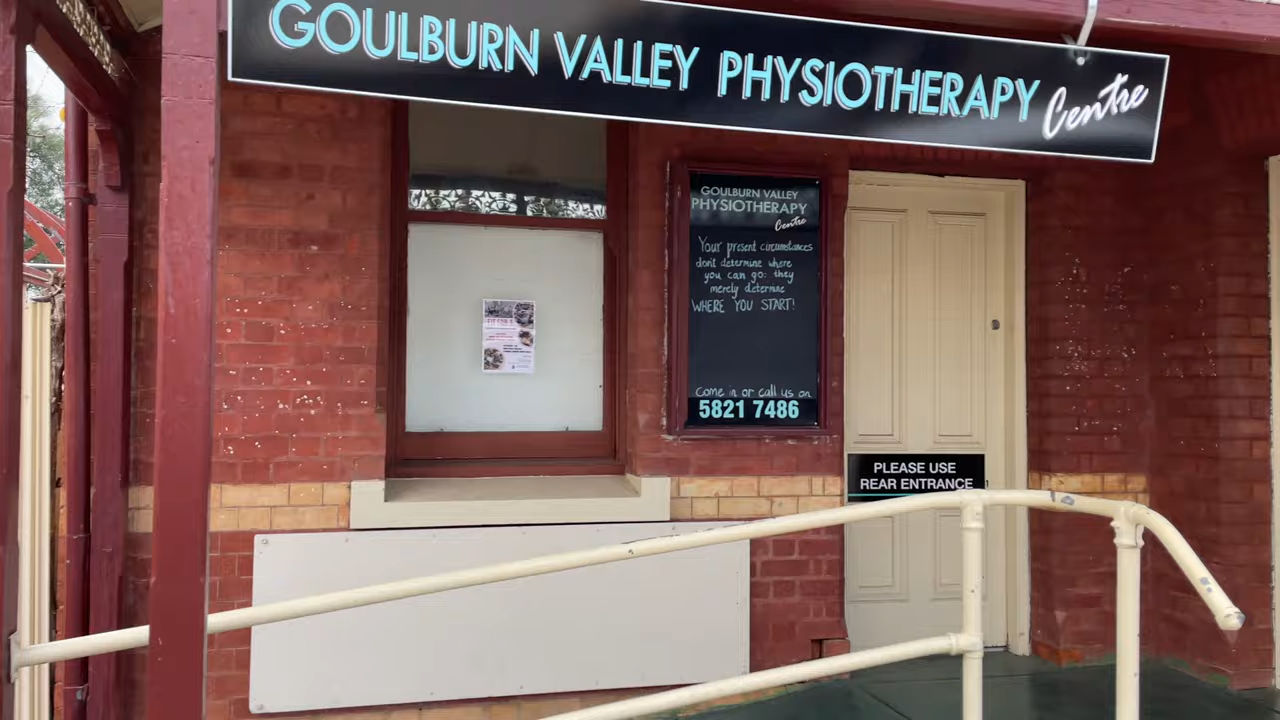 GOULBURN VALLEY PHYSIOTHERAPY Centre
GOULBURN VALLEY
PHYSIOTHERAPY
Centre
Your present circumstances
dont determine where
you can go: they
merely determine
WHERE YOU START!
come in or call us on
5821 7486
PLEASE USE
REAR ENTRANCE